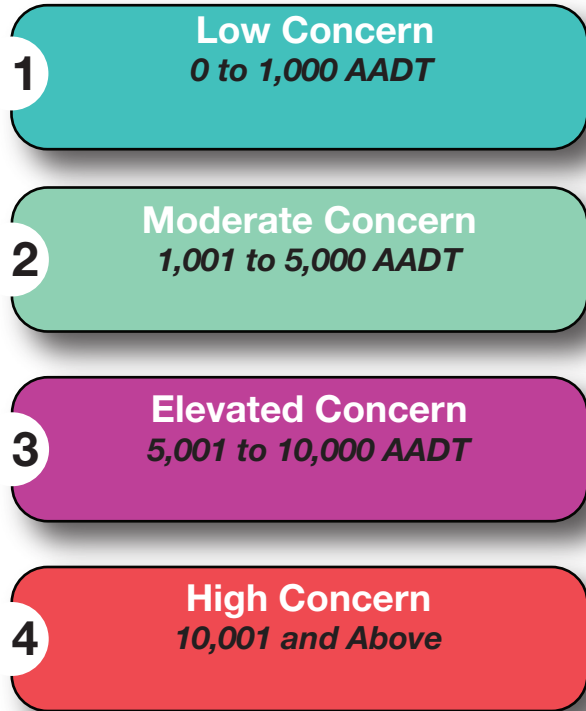 1
Low Concern
0 to 1,000 AADT
2
Moderate Concern
1,001 to 5,000 AADT
3
Elevated Concern
5,001 to 10,000 AADT
4
High Concern
10,001 and Above